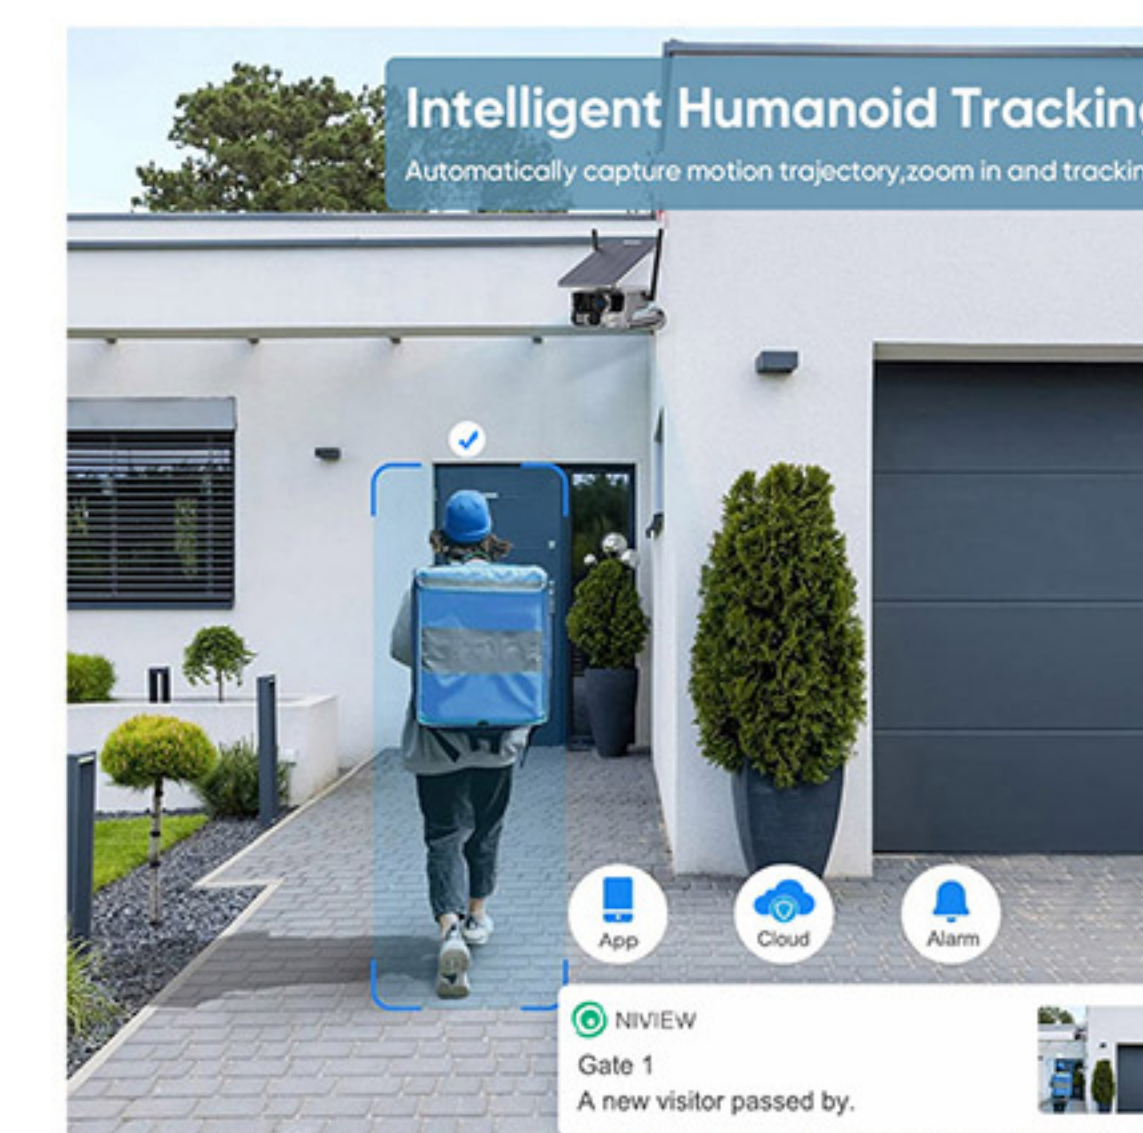 Intelligent Humanoid Trackin
Automatically capture motion trajectory,zoom in and trackin
App
Cloud
Alarm
NIVIEW
Gate 1
A new visitor passed by.